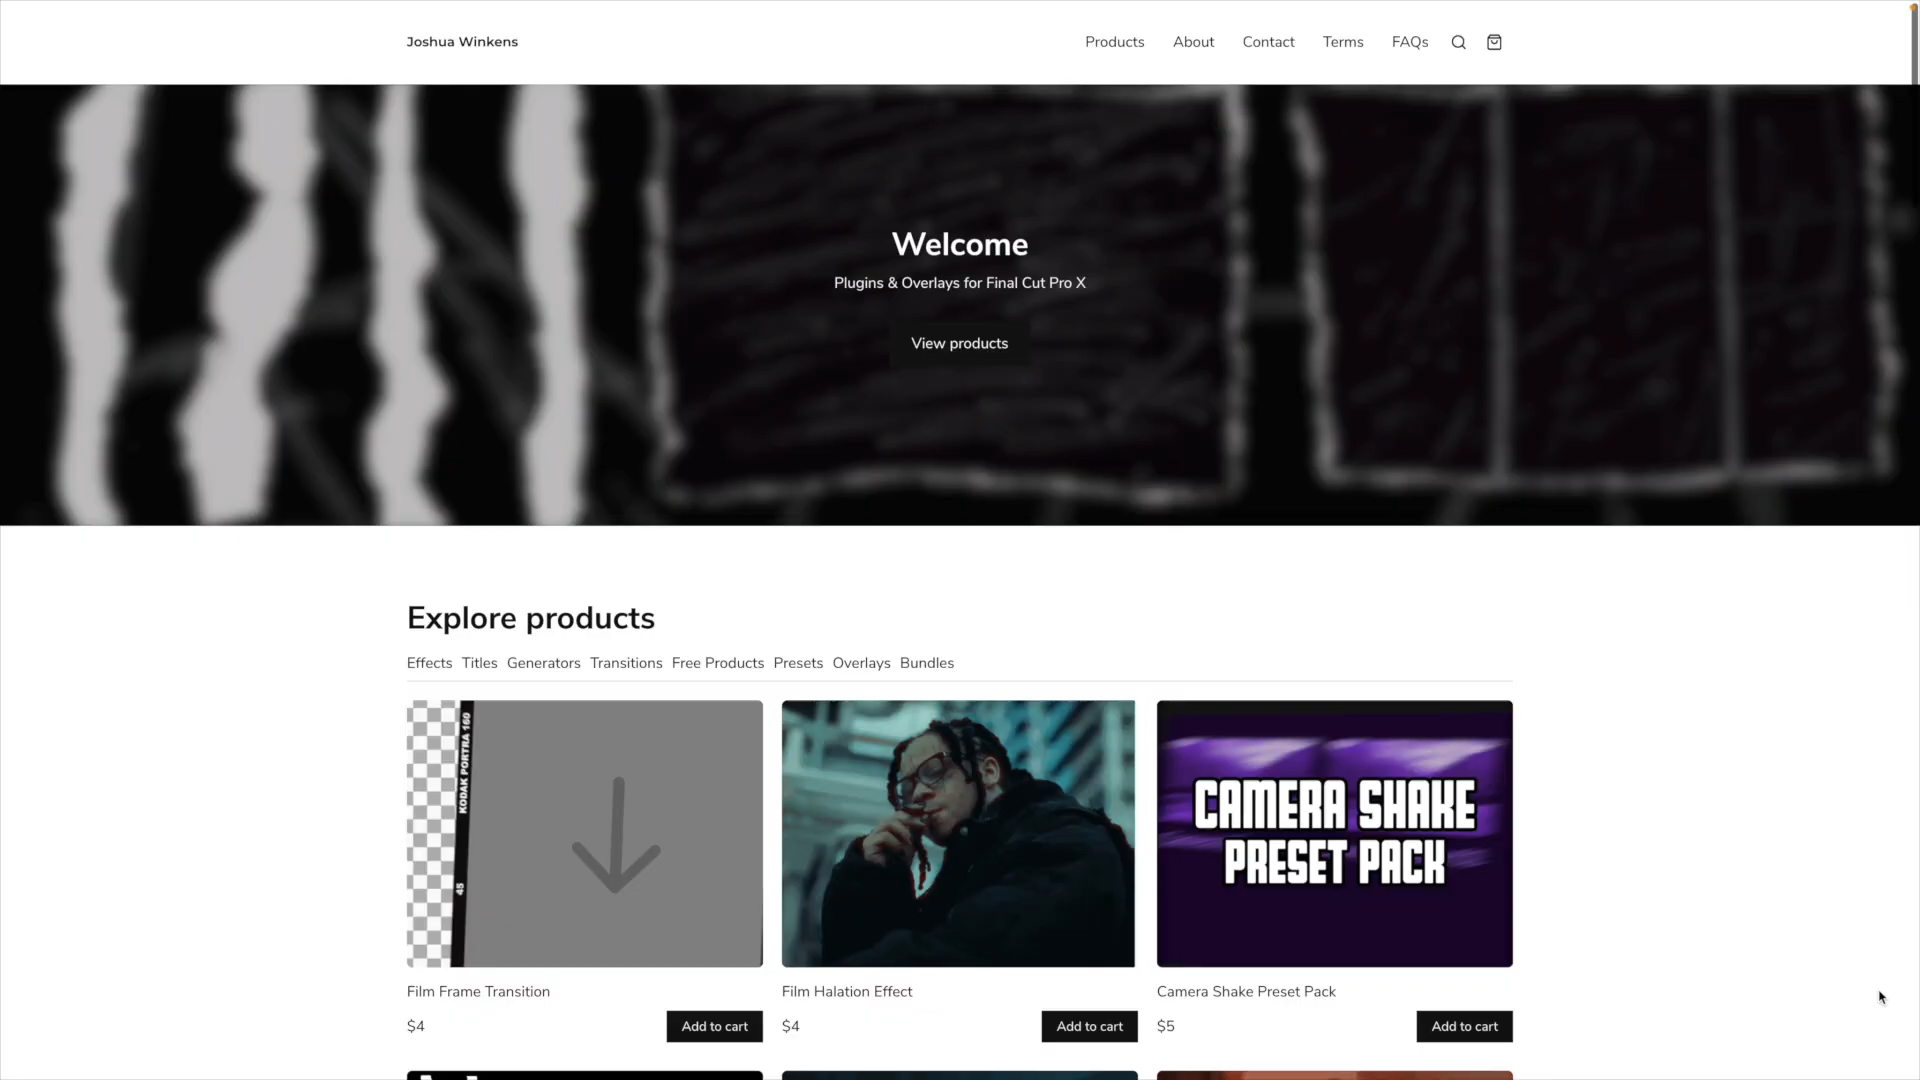 Joshua Winkens
Products About Contact Terms FAQs
Welcome
Plugins & Overlays for Final Cut Pro X
View products
Explore products
Effects Titles Generators Transitions Free Products Presets Overlays Bundles
KODAK PORTRA 160
45
CAMERA SHAKE
PRESET PACK
Film Frame Transition
$4
Add to cart
Film Halation Effect
$4
Add to cart
Camera Shake Preset Pack
$5
Add to cart